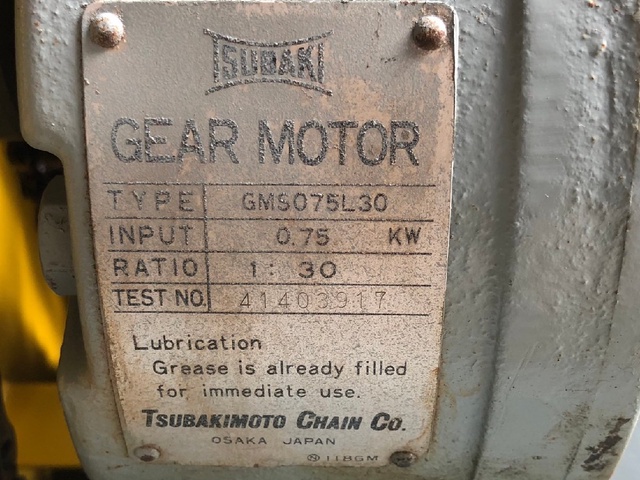 TSUBAKI
GEAR MOTOR
TYPE GMS075L30
INPUT 0.75 KW
RATIO 1: 30
TEST NO. 41403917
Lubrication
Grease is already filled
for immediate use.
TSUBAKIMOTO CHAIN CO.
OSAKA JAPAN
Ⓝ118GM